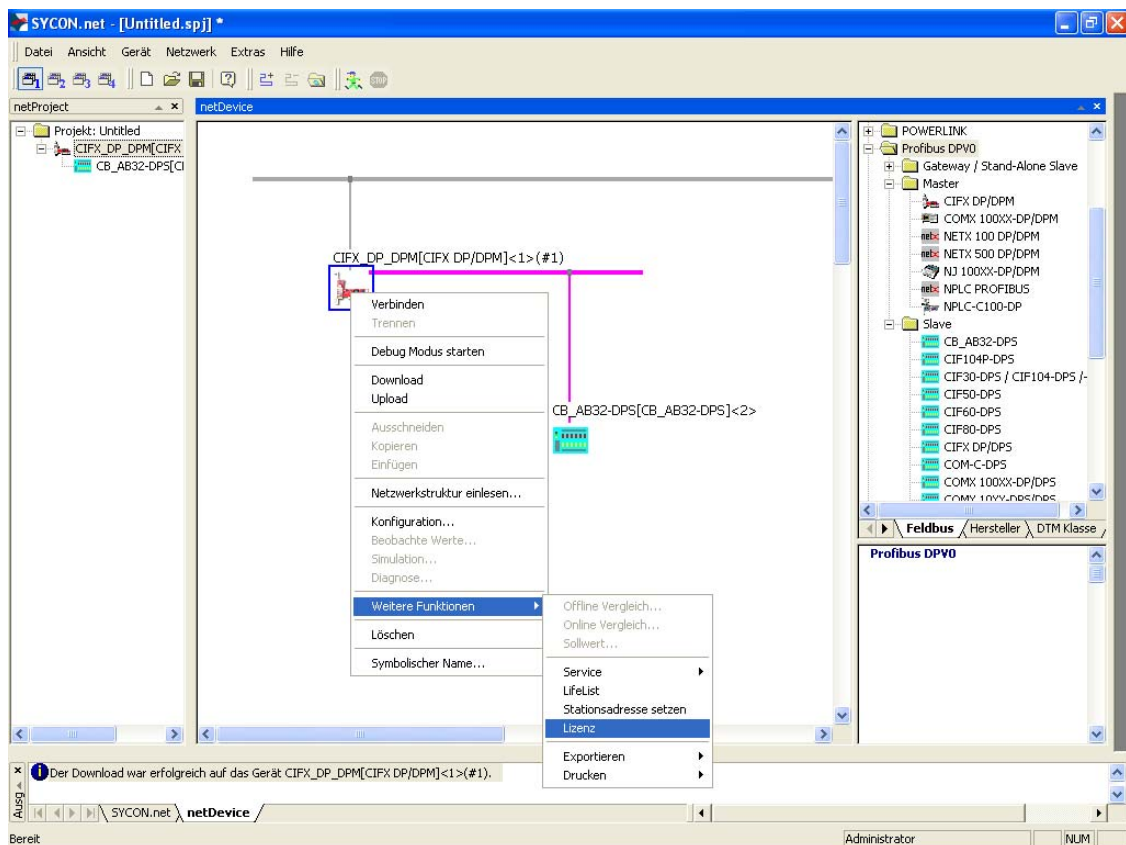 SYCON.net - [Untitled.spj] *
Datei Ansicht Gerät Netzwerk Extras Hilfe
netProject
Projekt: Untitled
CIFX_DP_DPM[CIFX
CB_AB32-DPS[CI
netDevice
CIFX_DP_DPM[CIFX DP/DPM]<1>(#1)
CB_AB32-DPS[CB_AB32-DPS]<2>
Verbinden
Trennen
Debug Modus starten
Download
Upload
Ausschneiden
Kopieren
Einfügen
Netzwerkstruktur einlesen...
Konfiguration...
Beobachte Werte...
Simulation...
Diagnose...
Weitere Funktionen
Löschen
Symbolischer Name...
Offline Vergleich...
Online Vergleich...
Sollwert...
Service
LifeList
Stationsadresse setzen
Lizenz
Exportieren
Drucken
POWERLINK
Profibus DPV0
Gateway / Stand-Alone Slave
Master
CIFX DP/DPM
COMX 100XX-DP/DPM
NETX 100 DP/DPM
NETX 500 DP/DPM
NJ 100XX-DP/DPM
NPLC PROFIBUS
NPLC-C100-DP
Slave
CB_AB32-DPS
CIF104P-DPS
CIF30-DPS / CIF104-DPS /-
CIF50-DPS
CIF60-DPS
CIF80-DPS
CIFX DP/DPS
COM-C-DPS
COMX 100XX-DP/DPS
COMX 10XX-DPS/DPS
Feldbus Hersteller DTM Klasse
Profibus DPV0
Der Download war erfolgreich auf das Gerät CIFX_DP_DPM[CIFX DP/DPM]<1>(#1).
Ausg
SYCON.net netDevice
Bereit
Administrator
NUM